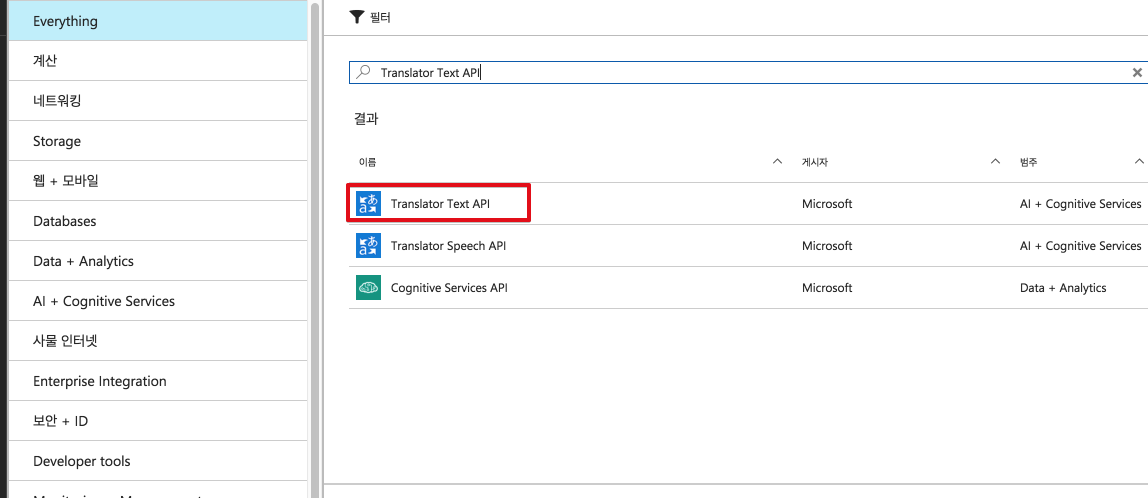 Everything
계산
네트워킹
Storage
웹 + 모바일
Databases
Data + Analytics
AI + Cognitive Services
사물 인터넷
Enterprise Integration
보안 + ID
Developer tools
필터
Translator Text API
결과
이름 게시자 범주
Translator Text API Microsoft AI + Cognitive Services
Translator Speech API Microsoft AI + Cognitive Services
Cognitive Services API Microsoft Data + Analytics